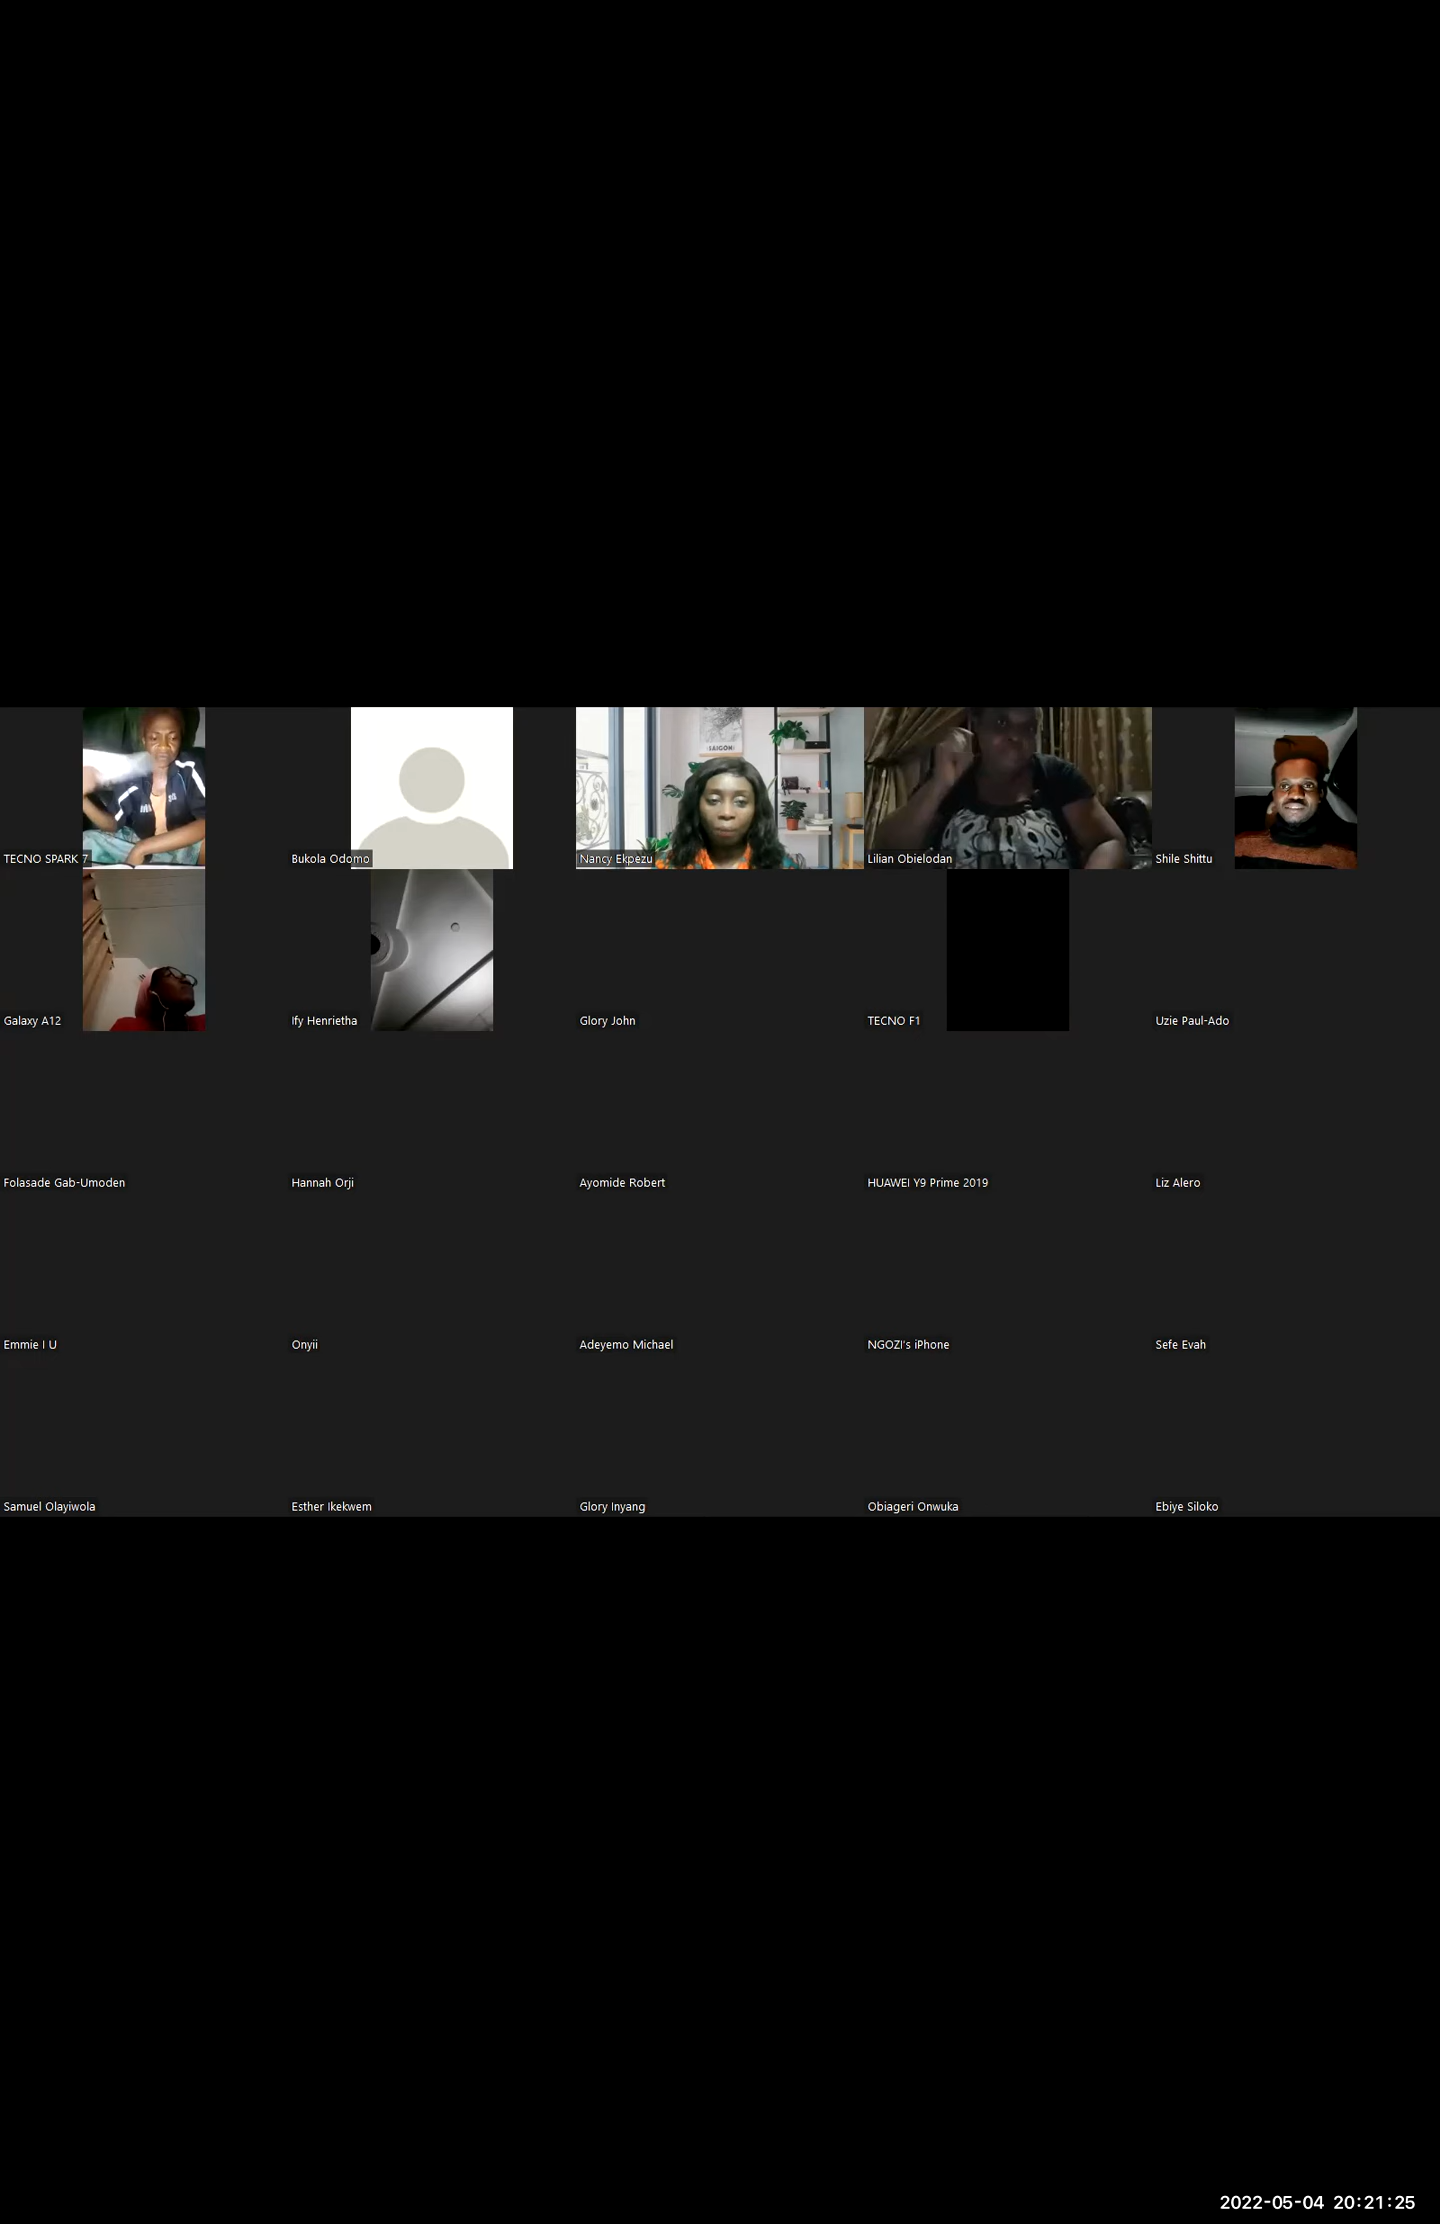 SAIGON
TECNO SPARK 7
Bukola Odomo
Nancy Ekpezu
Lilian Obielodan
Shile Shittu
Galaxy A12
Ify Henrietha
Glory John
TECNO F1
Uzie Paul-Ado
Folasade Gab-Umoden
Hannah Orji
Ayomide Robert
HUAWEI Y9 Prime 2019
Liz Alero
Emmie I U
Onyii
Adeyemo Michael
NGOZI's iPhone
Sefe Evah
Samuel Olayiwola
Esther Ikekwem
Glory Inyang
Obiageri Onwuka
Ebiye Siloko
2022-05-04 20:21:25